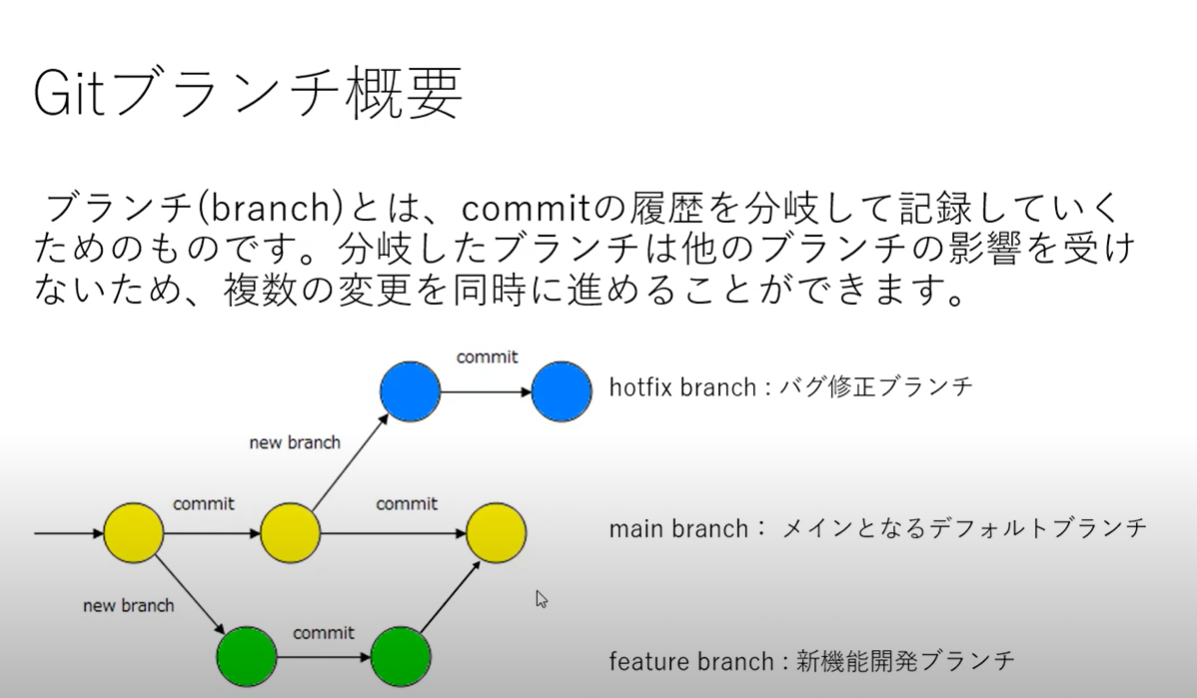 Gitブランチ概要
ブランチ(branch)とは、commitの履歴を分岐して記録していく
ためのものです。分岐したブランチは他のブランチの影響を受け
ないため、複数の変更を同時に進めることができます。
commit
hotfix branch : バグ修正ブランチ
new branch
commit
commit
main branch： メインとなるデフォルトブランチ
new branch
commit
feature branch : 新機能開発ブランチ